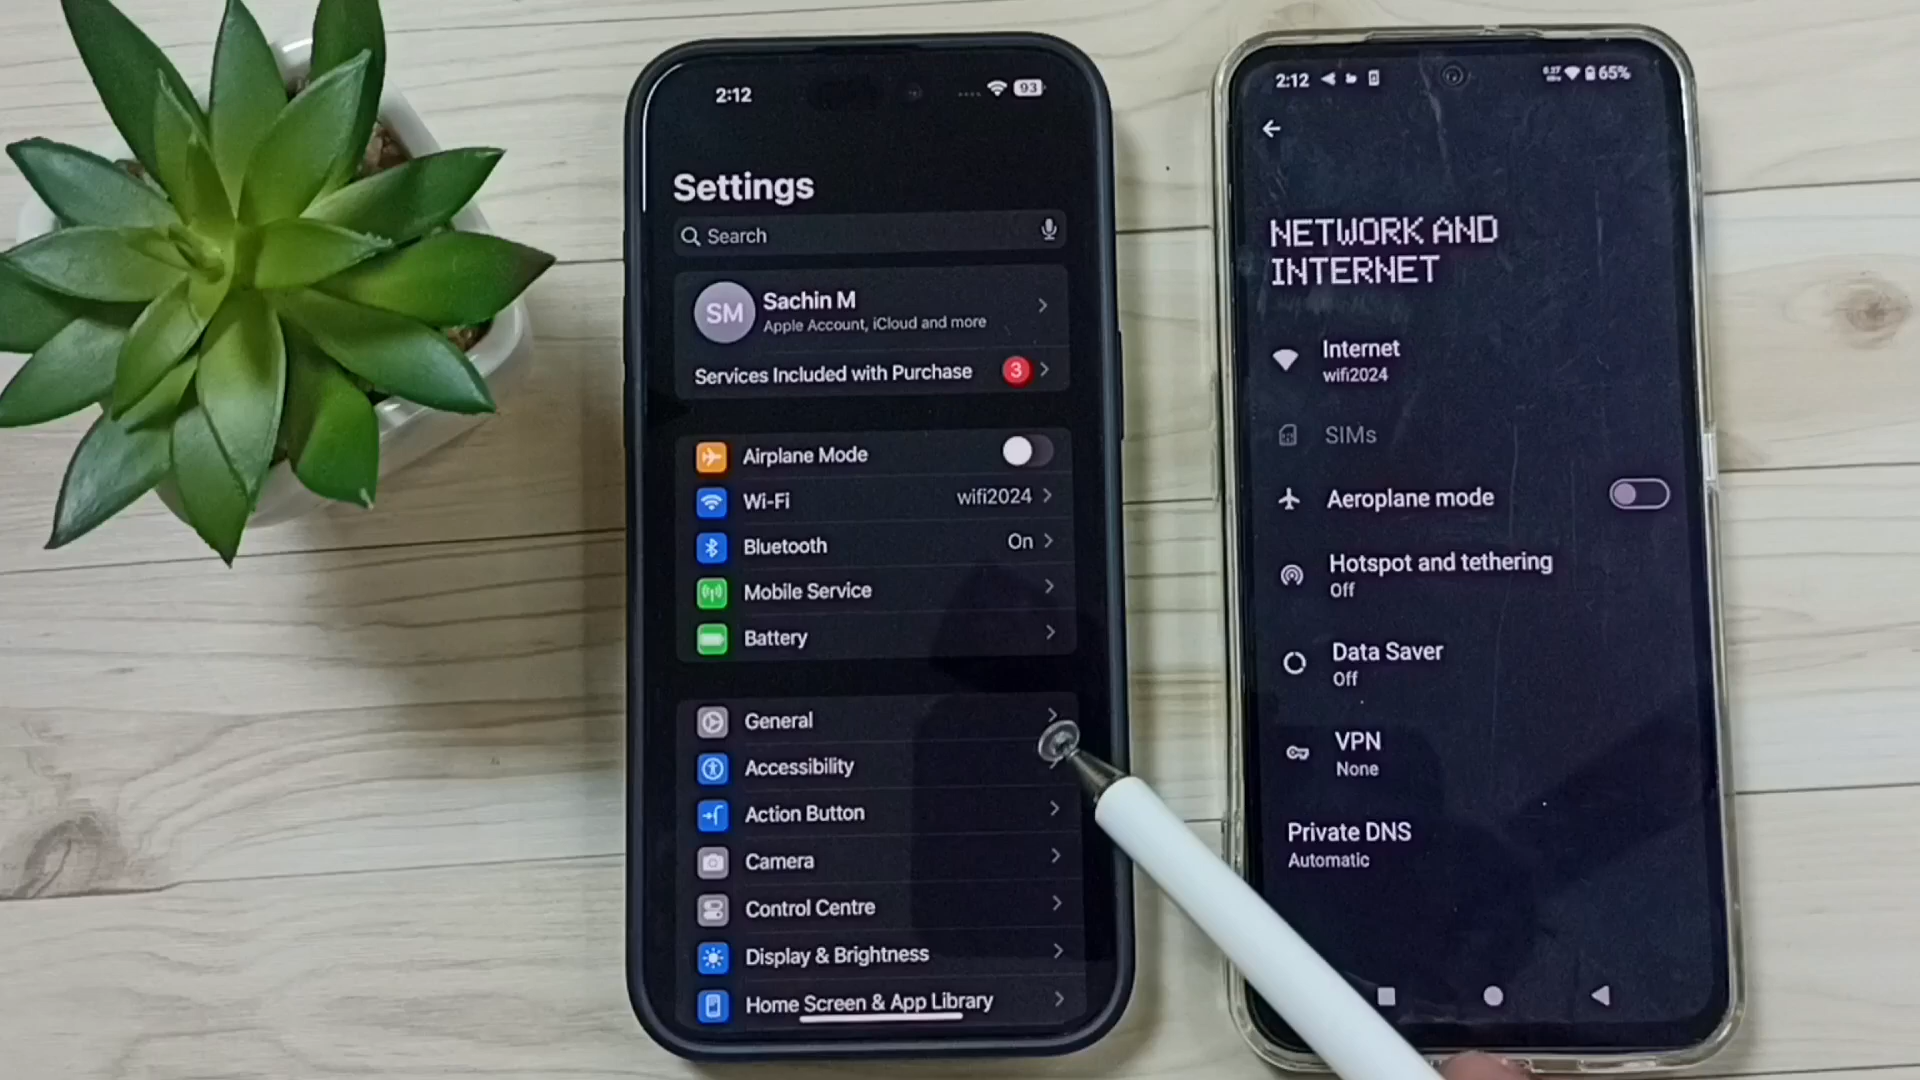 2:12
93
Settings
Search
SM
Sachin M
Apple Account, iCloud and more
Services Included with Purchase 3
Airplane Mode
Wi-Fi wifi2024
Bluetooth On
Mobile Service
Battery
General
Accessibility
Action Button
Camera
Control Centre
Display & Brightness
Home Screen & App Library
2:12
65%
NETWORK AND
INTERNET
Internet
wifi2024
SIMs
Aeroplane mode
Hotspot and tethering
Off
Data Saver
Off
VPN
None
Private DNS
Automatic